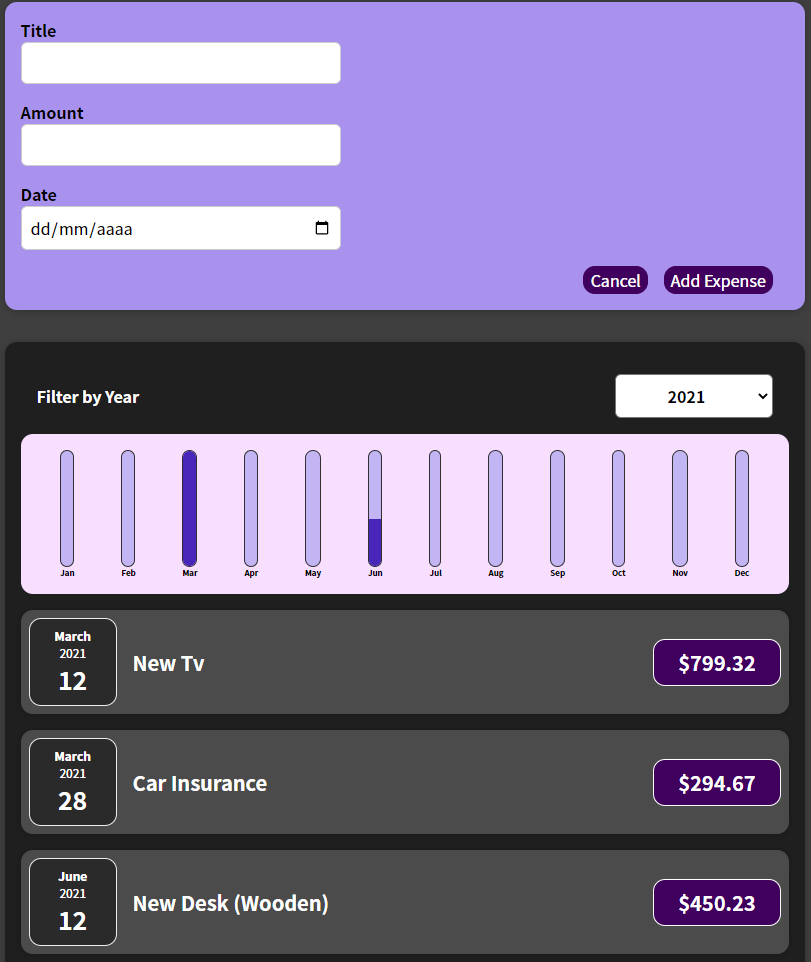 Title
Amount
Date
dd/mm/aaaa
Cancel Add Expense
Filter by Year 2021
Jan Feb Mar Apr May Jun Jul Aug Sep Oct Nov Dec
March
2021
12
New Tv
$799.32
March
2021
28
Car Insurance
$294.67
June
2021
12
New Desk (Wooden)
$450.23